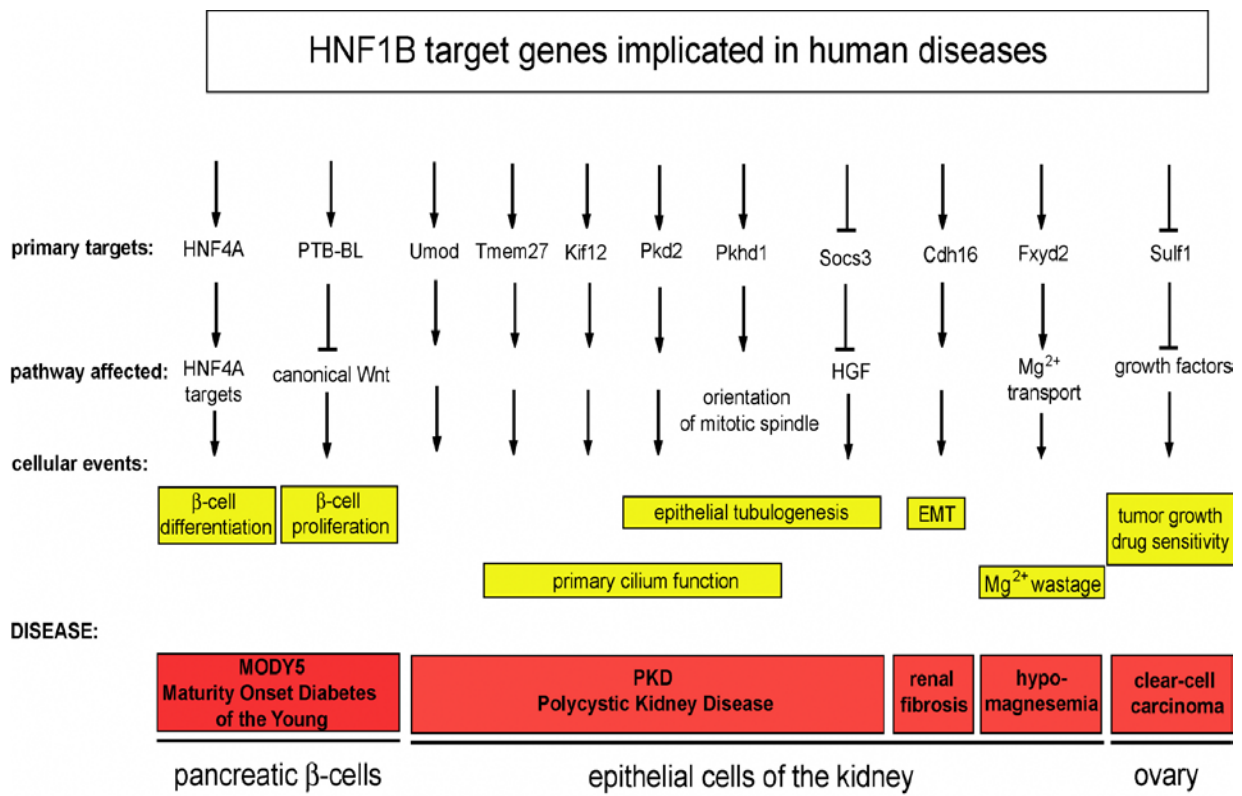 HNF1B target genes implicated in human diseases
primary targets: HNF4A PTB-BL Umod Tmem27 Kif12 Pkd2 Pkhd1 Socs3 Cdh16 Fxyd2 Sulf1
pathway affected: HNF4A targets canonical Wnt orientation of mitotic spindle HGF Mg²⁺ transport growth factors
cellular events:
β-cell differentiation
β-cell proliferation
epithelial tubulogenesis
EMT
tumor growth drug sensitivity
primary cilium function
Mg²⁺ wastage
DISEASE:
MODY5
Maturity Onset Diabetes
of the Young
PKD
Polycystic Kidney Disease
renal
fibrosis
hypo-
magnesemia
clear-cell
carcinoma
pancreatic β-cells
epithelial cells of the kidney
ovary